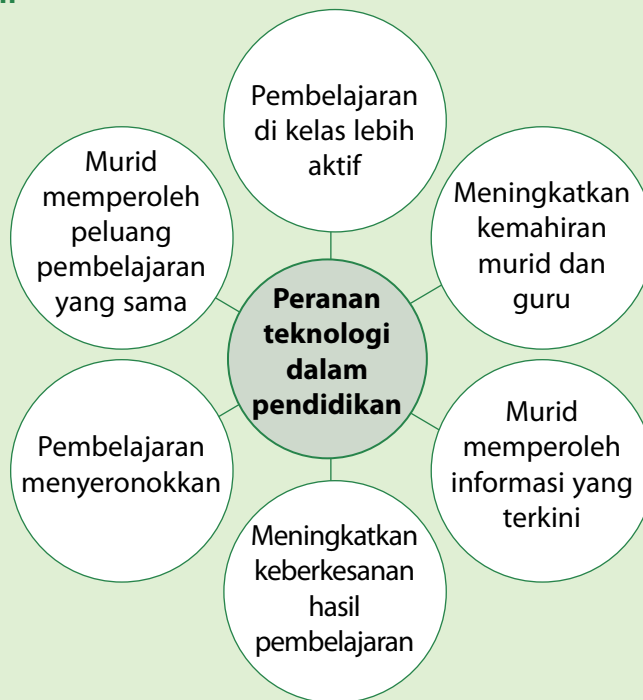 Pembelajaran
di kelas lebih
aktif
Murid
memperoleh
peluang
pembelajaran
yang sama
Meningkatkan
kemahiran
murid dan
guru
Peranan
teknologi
dalam
pendidikan
Pembelajaran
menyeronokkan
Murid
memperoleh
informasi yang
terkini
Meningkatkan
keberkesanan
hasil
pembelajaran